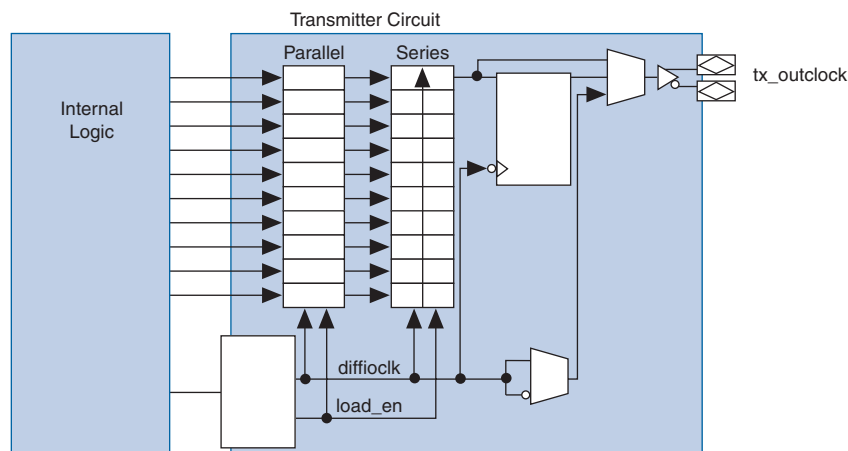 Transmitter Circuit
Parallel
Series
Internal
Logic
tx_outclock
diffioclk
load_en